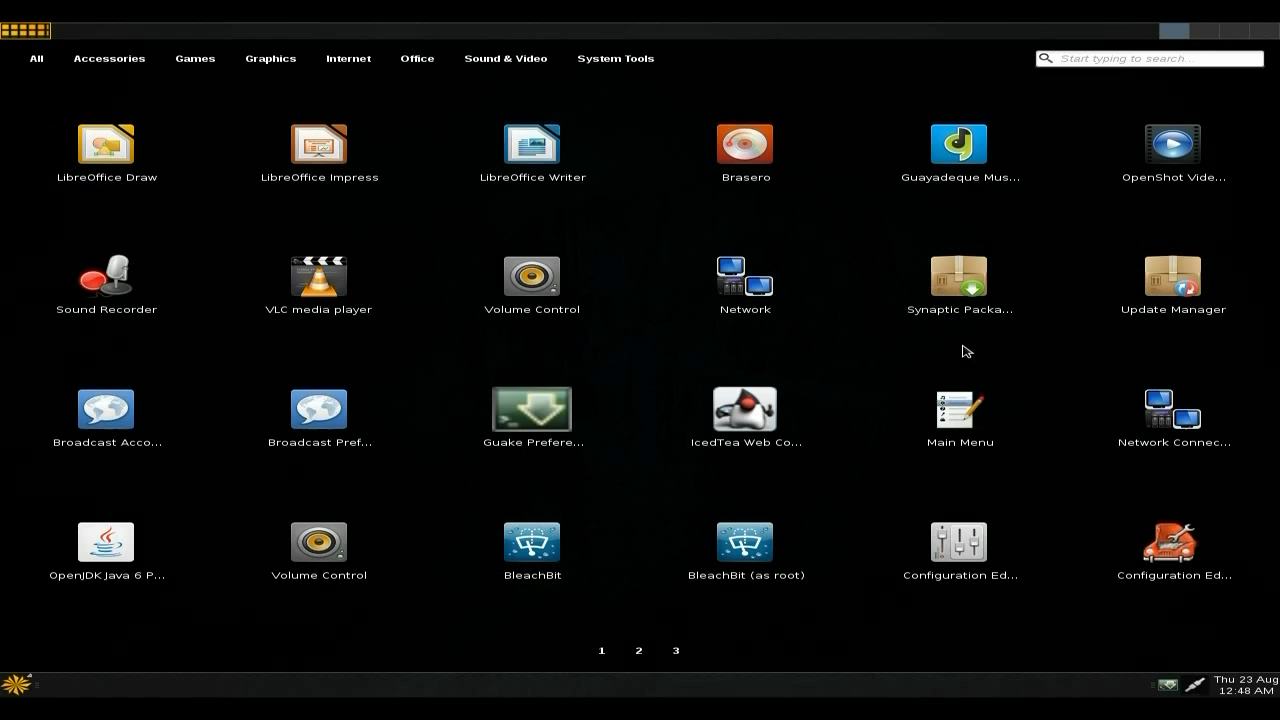 All Accessories Games Graphics Internet Office Sound & Video System Tools Start typing to search...
LibreOffice Draw LibreOffice Impress LibreOffice Writer Brasero Guayadeque Mus... OpenShot Vide...
Sound Recorder VLC media player Volume Control Network Synaptic Packa... Update Manager
Broadcast Acco... Broadcast Pref... Guake Prefere... IcedTea Web Co... Main Menu Network Connec...
OpenJDK Java 6 P... Volume Control BleachBit BleachBit (as root) Configuration Ed... Configuration Ed...
1 2 3
Thu 23 Aug
12:48 AM